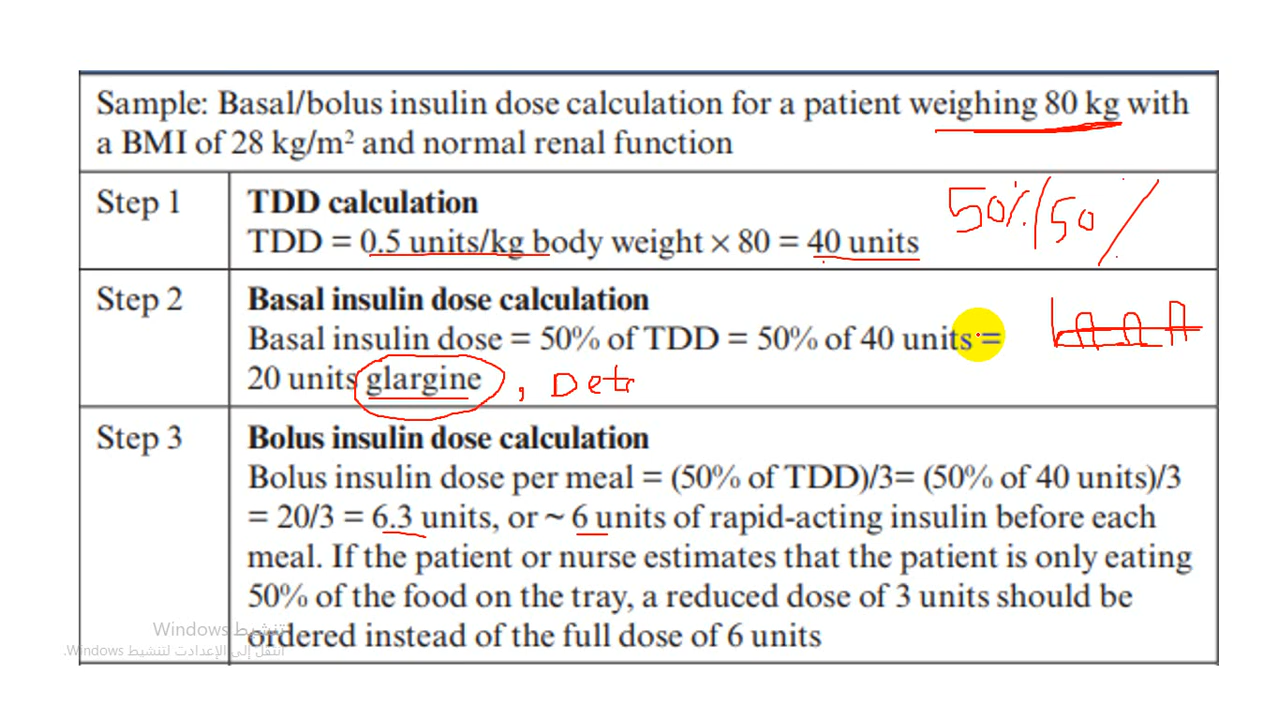 Sample: Basal/bolus insulin dose calculation for a patient weighing 80 kg with
a BMI of 28 kg/m² and normal renal function
Step 1
TDD calculation
TDD = 0.5 units/kg body weight × 80 = 40 units
50%/50
Step 2
Basal insulin dose calculation
Basal insulin dose = 50% of TDD = 50% of 40 units =
20 units glargine , Detr
Step 3
Bolus insulin dose calculation
Bolus insulin dose per meal = (50% of TDD)/3= (50% of 40 units)/3
= 20/3 = 6.3 units, or ~ 6 units of rapid-acting insulin before each
meal. If the patient or nurse estimates that the patient is only eating
50% of the food on the tray, a reduced dose of 3 units should be
ordered instead of the full dose of 6 units
تنشيط Windows
انتقل إلى الإعدادات لتنشيط Windows.